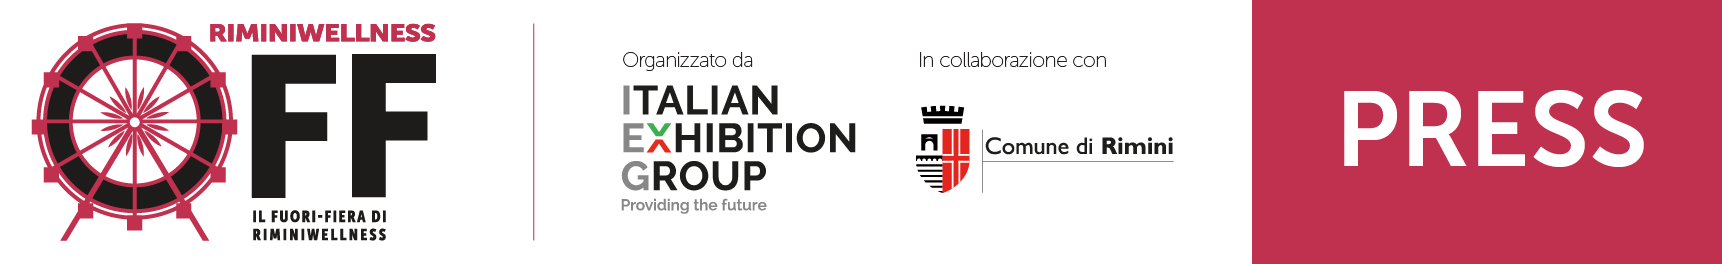 RIMINIWELLNESS
OFF
IL FUORI-FIERA DI
RIMINIWELLNESS
Organizzato da
ITALIAN
EXHIBITION
GROUP
Providing the future
In collaborazione con
Comune di Rimini
PRESS